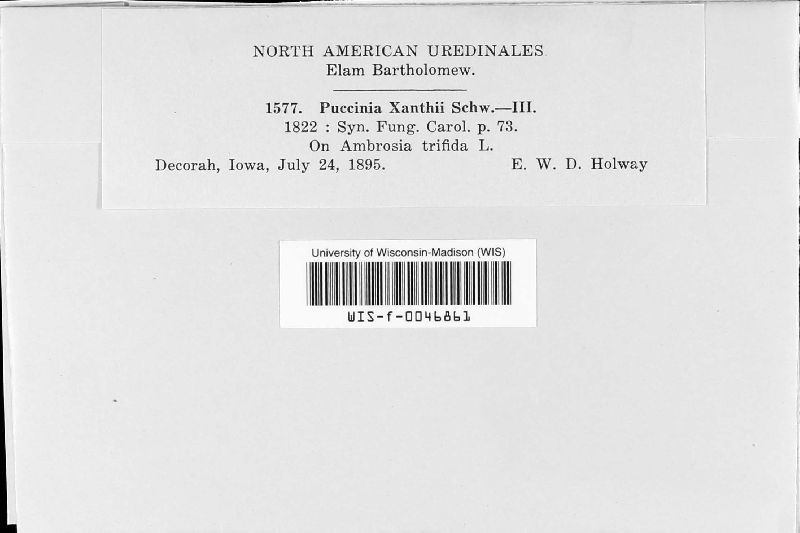 NORTH AMERICAN UREDINALES
Elam Bartholomew.
1577. Puccinia Xanthii Schw.—III.
1822 : Syn. Fung. Carol. p. 73.
On Ambrosia trifida L.
Decorah, Iowa, July 24, 1895. E. W. D. Holway
University of Wisconsin-Madison (WIS)
WIS-f-0046861